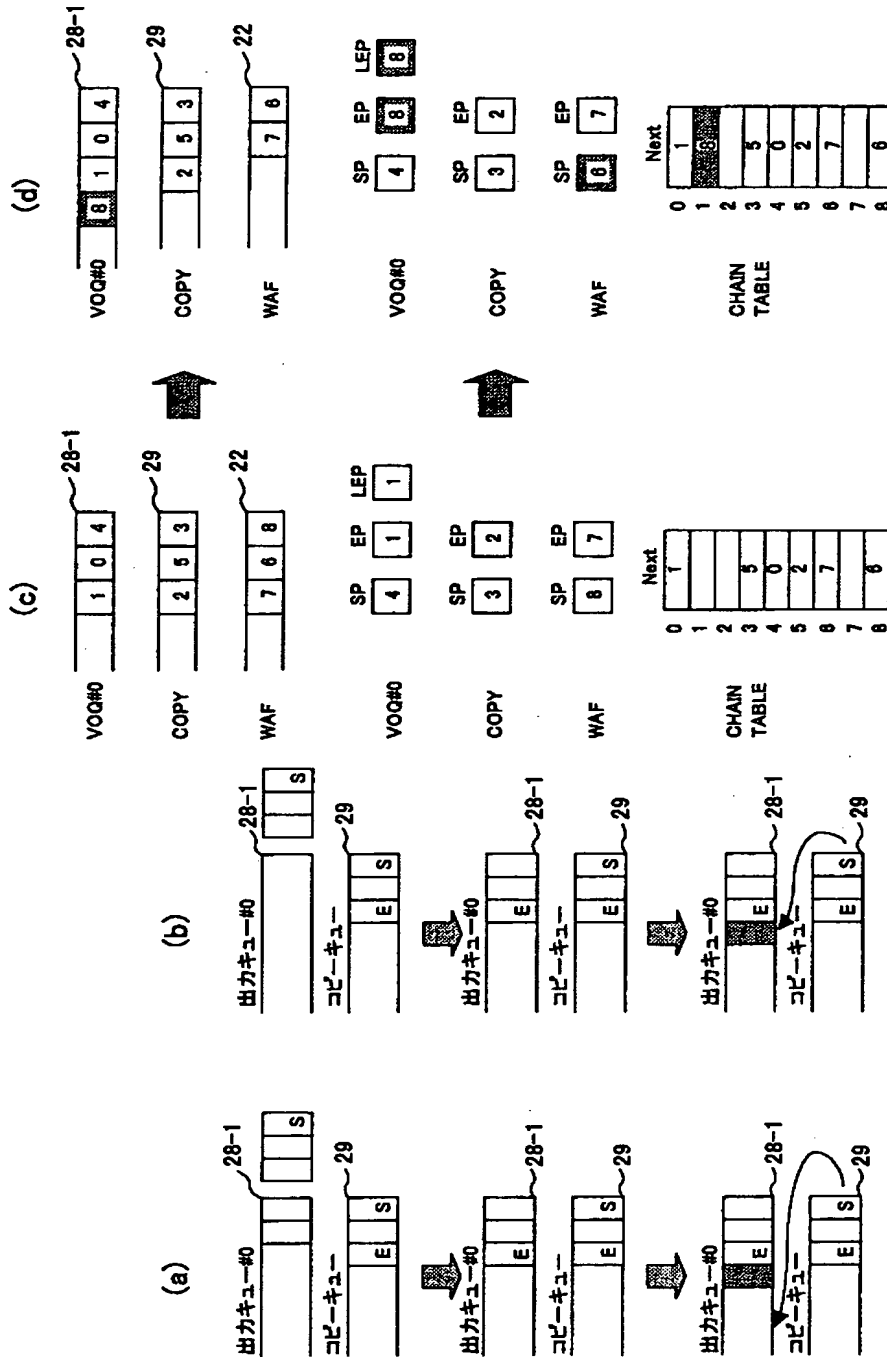 (a)
28-1
出力キュー#0
S
コピーキュー
29
E S
出力キュー#0
28-1
E
コピーキュー
29
E S
出力キュー#0
28-1
E
コピーキュー
29
E S
(b)
28-1
出力キュー#0
S
コピーキュー
29
E S
出力キュー#0
28-1
E
コピーキュー
29
E S
出力キュー#0
28-1
E
コピーキュー
29
E S
(c)
28-1
VOQ#0 1 0 4
29
COPY 2 5 3
22
WAF 7 6 8
SP EP LEP
VOQ#0 4 1 1
SP EP
COPY 3 2
SP EP
WAF 8 7
Next
CHAIN
TABLE
0 1
1
2
3 5
4 0
5 2
6 7
7
8 6
(d)
28-1
VOQ#0 8 1 0 4
29
COPY 2 5 3
22
WAF 7 6
SP EP LEP
VOQ#0 4 8 8
SP EP
COPY 3 2
SP EP
WAF 6 7
Next
CHAIN
TABLE
0 1
1 8
2
3 5
4 0
5 2
6 7
7
8 6